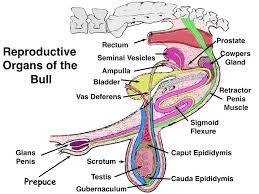 Reproductive
Organs of the
Bull
Rectum
Seminal Vesicles
Ampulla
Bladder
Vas Deferens
Prostate
Cowpers
Gland
Retractor
Penis
Muscle
Sigmoid
Flexure
Glans
Penis
Prepuce
Scrotum
Testis
Gubernaculum
Caput Epididymis
Cauda Epididymis